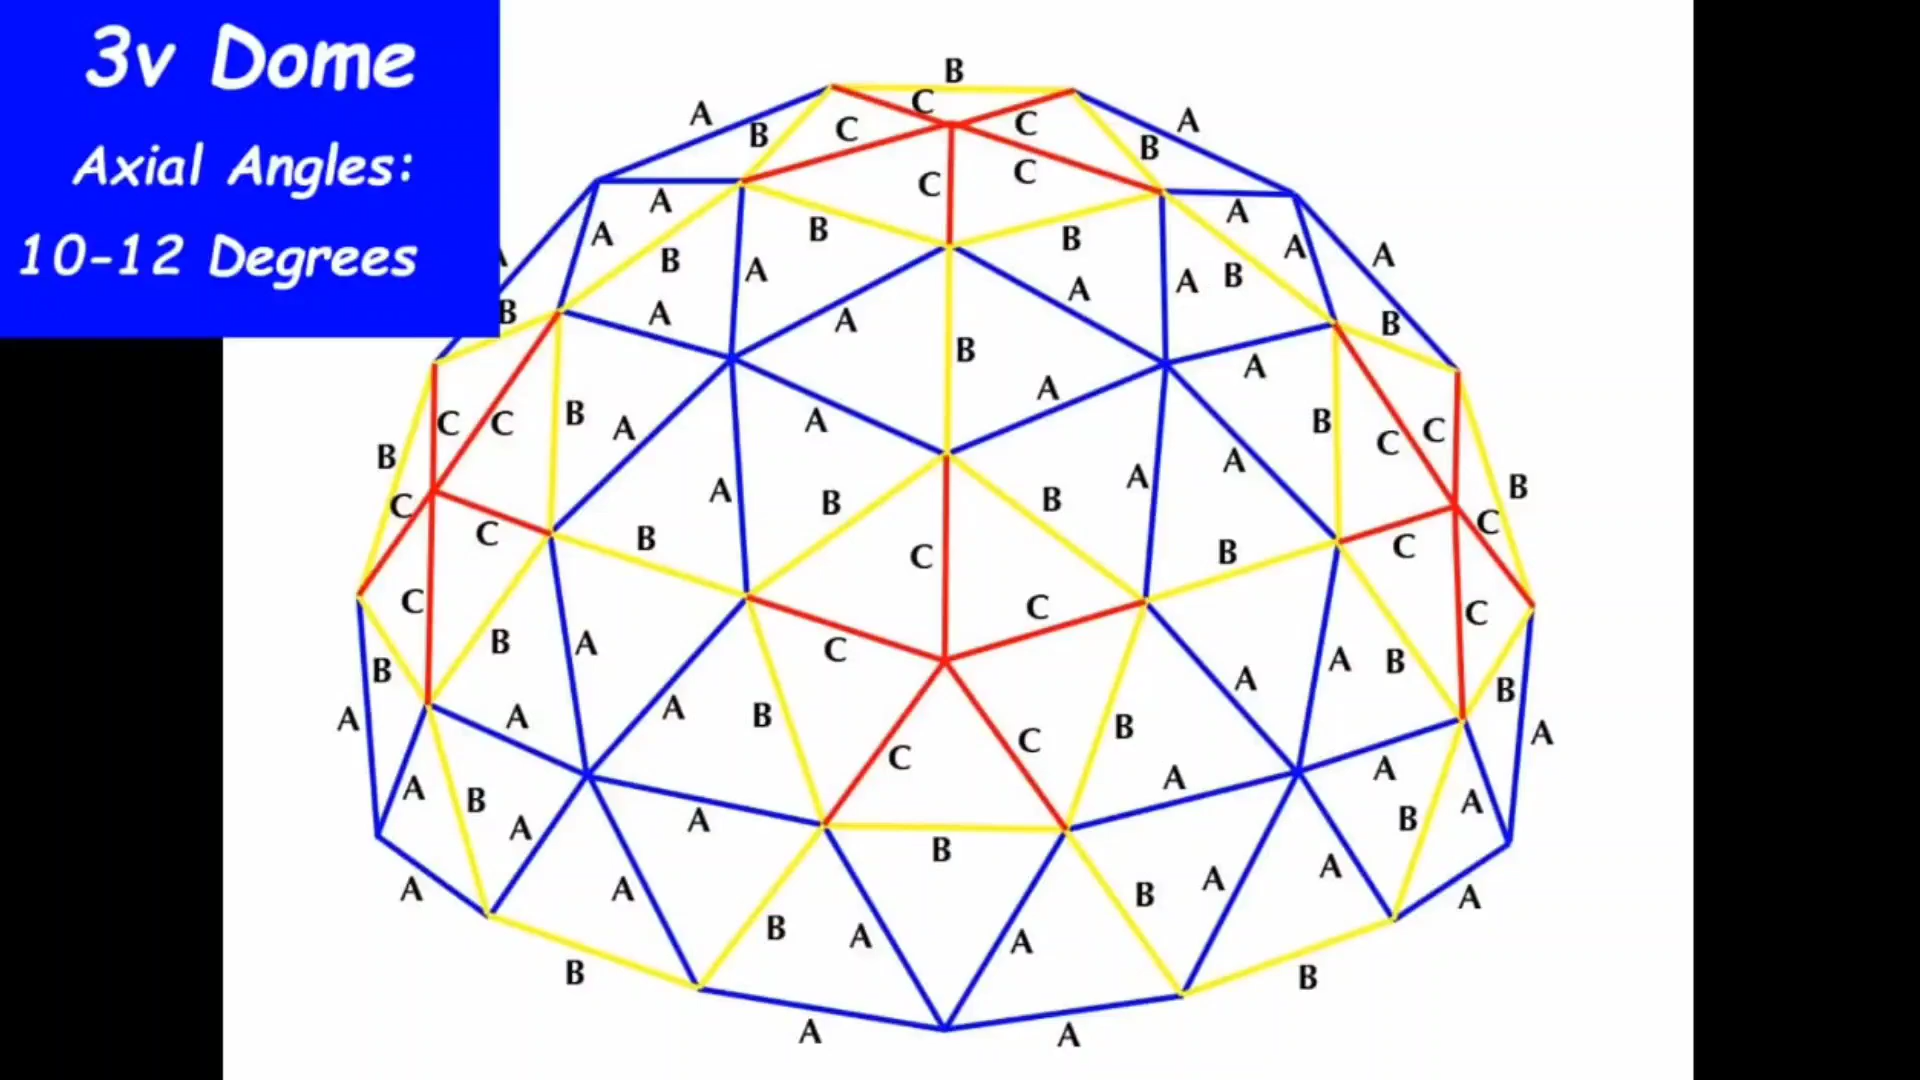 3v Dome
Axial Angles:
10-12 Degrees
B
A C A
B C C B
C C
A A
A B B A
B A A B A
B A A B
A A B A
A A
B A A B
C C B A A B C C
B A A A A B
C B B C
C B B C
C C
C C
B A A B
B C B
A A B C C B A
A A A
A B A A B A
A B
A A A B A A
B A A
B B
A A